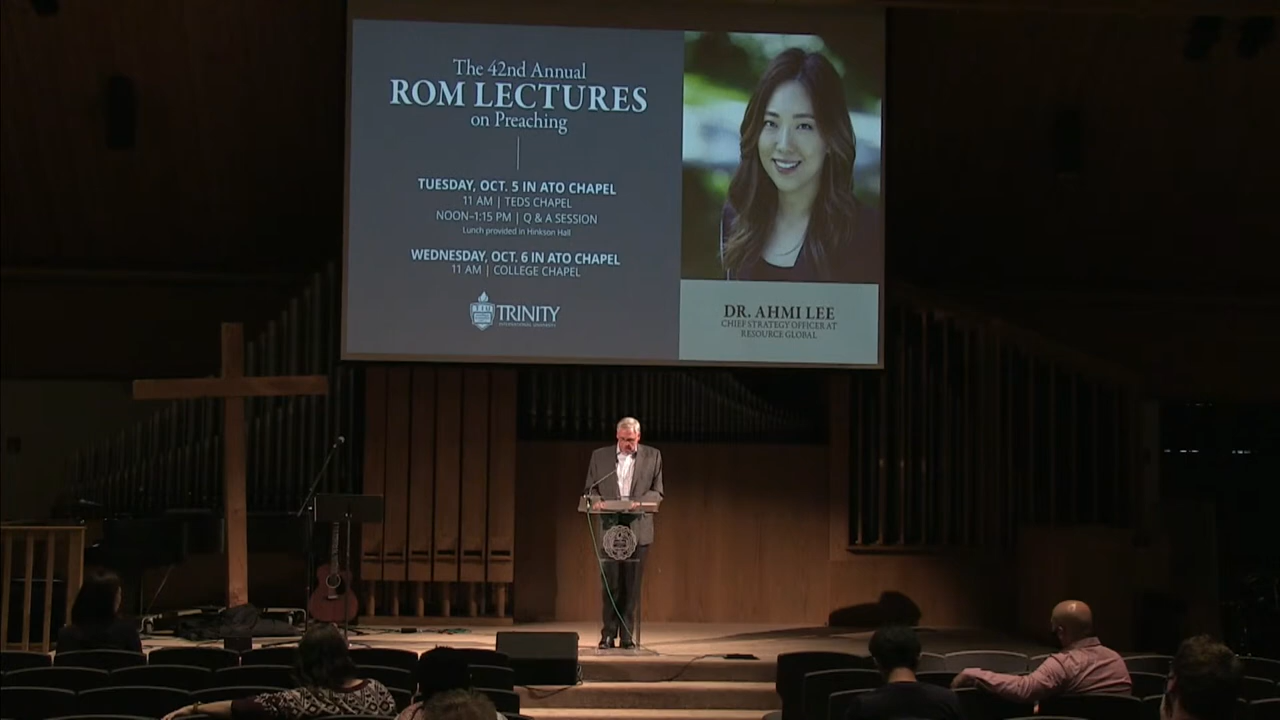 The 42nd Annual
ROM LECTURES
on Preaching
TUESDAY, OCT. 5 IN ATO CHAPEL
11 AM | TEDS CHAPEL
NOON–1:15 PM | Q & A SESSION
Lunch provided in Hinkson Hall
WEDNESDAY, OCT. 6 IN ATO CHAPEL
11 AM | COLLEGE CHAPEL
TRINITY
INTERNATIONAL UNIVERSITY
DR. AHMI LEE
CHIEF STRATEGY OFFICER AT
RESOURCE GLOBAL